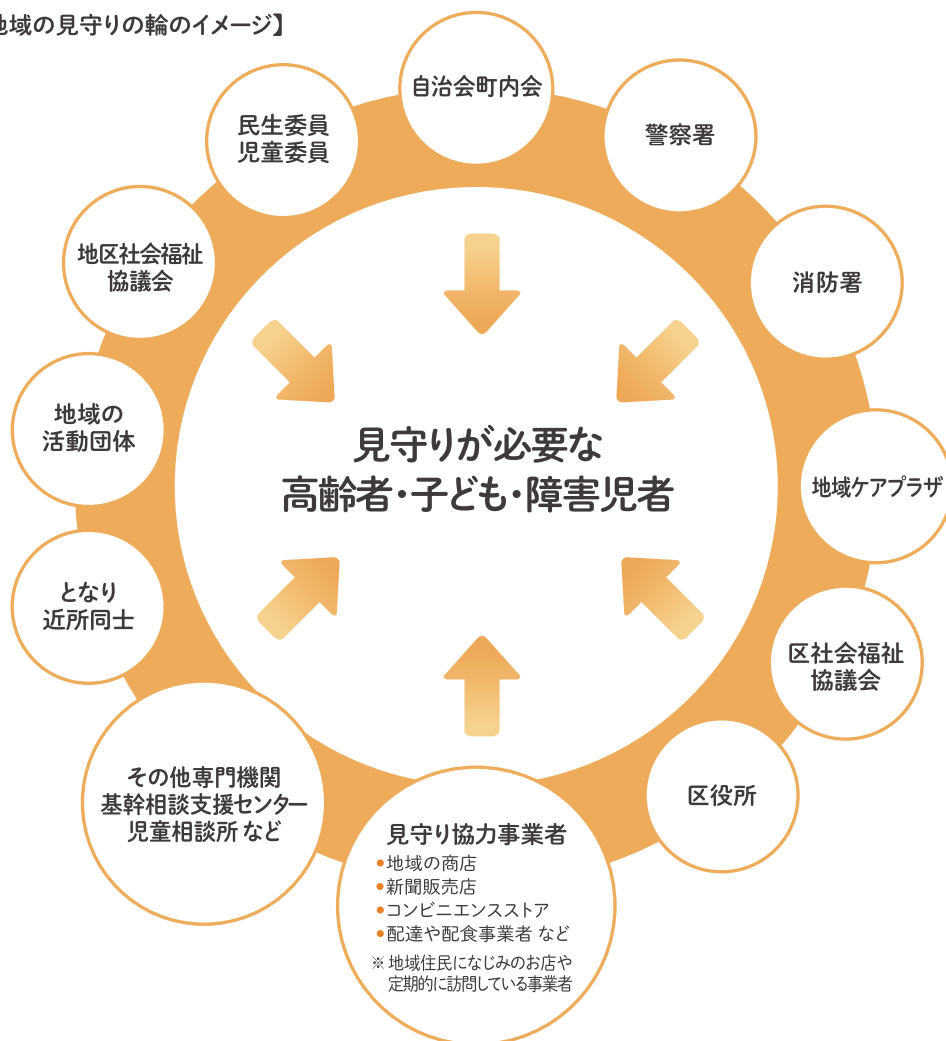 地域の見守りの輪のイメージ】
自治会町内会
警察署
消防署
地域ケアプラザ
区社会福祉
協議会
区役所
見守り協力事業者
●地域の商店
●新聞販売店
●コンビニエンスストア
●配達や配食事業者 など
※ 地域住民になじみのお店や
定期的に訪問している事業者
その他専門機関
基幹相談支援センター
児童相談所 など
となり
近所同士
地域の
活動団体
地区社会福祉
協議会
民生委員
児童委員
見守りが必要な
高齢者・子ども・障害児者